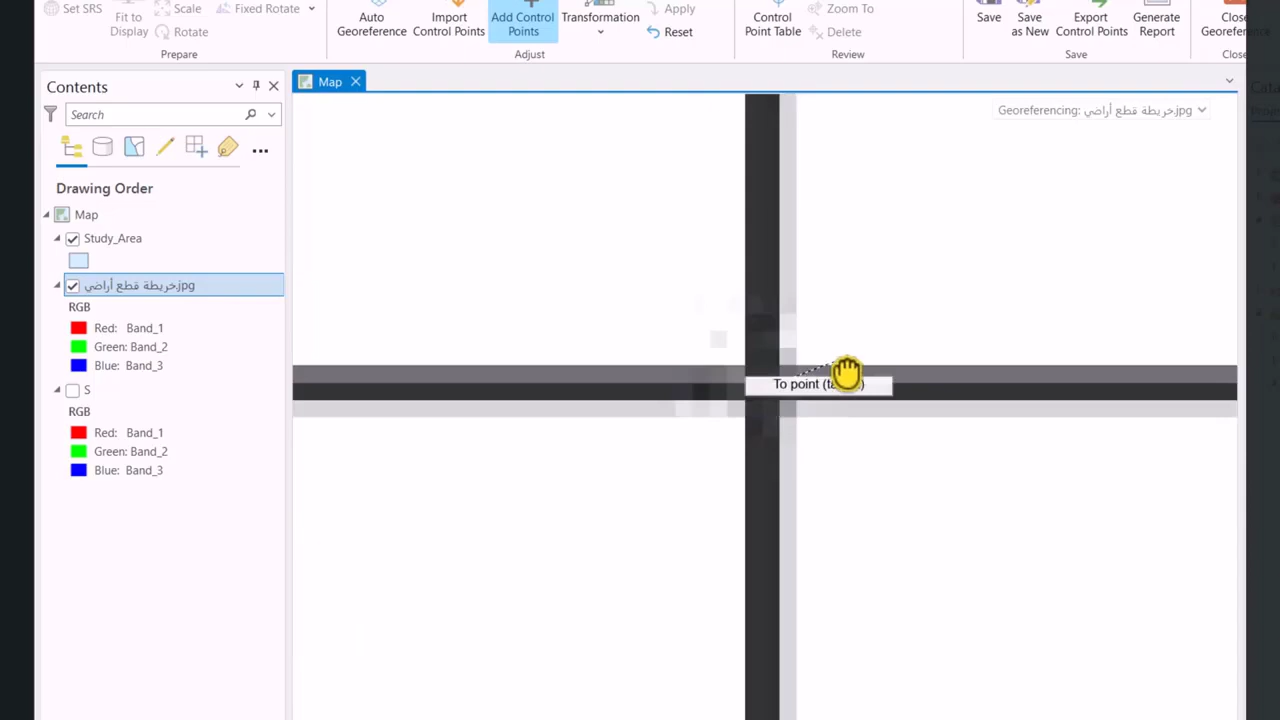 Set SRS
Scale
Fixed Rotate
Fit to
Display
Rotate
Prepare
Auto
Georeference
Import
Control Points
Add Control
Points
Transformation
Apply
Reset
Adjust
Control
Point Table
Zoom To
Delete
Review
Save
Save
as New
Export
Control Points
Generate
Report
Save
Close
Contents
Map
Search
Georeferencing: خريطة قطع أراضي.jpg
Drawing Order
Map
Study_Area
خريطة قطع أراضي.jpg
RGB
Red: Band_1
Green: Band_2
Blue: Band_3
S
RGB
Red: Band_1
Green: Band_2
Blue: Band_3
To point